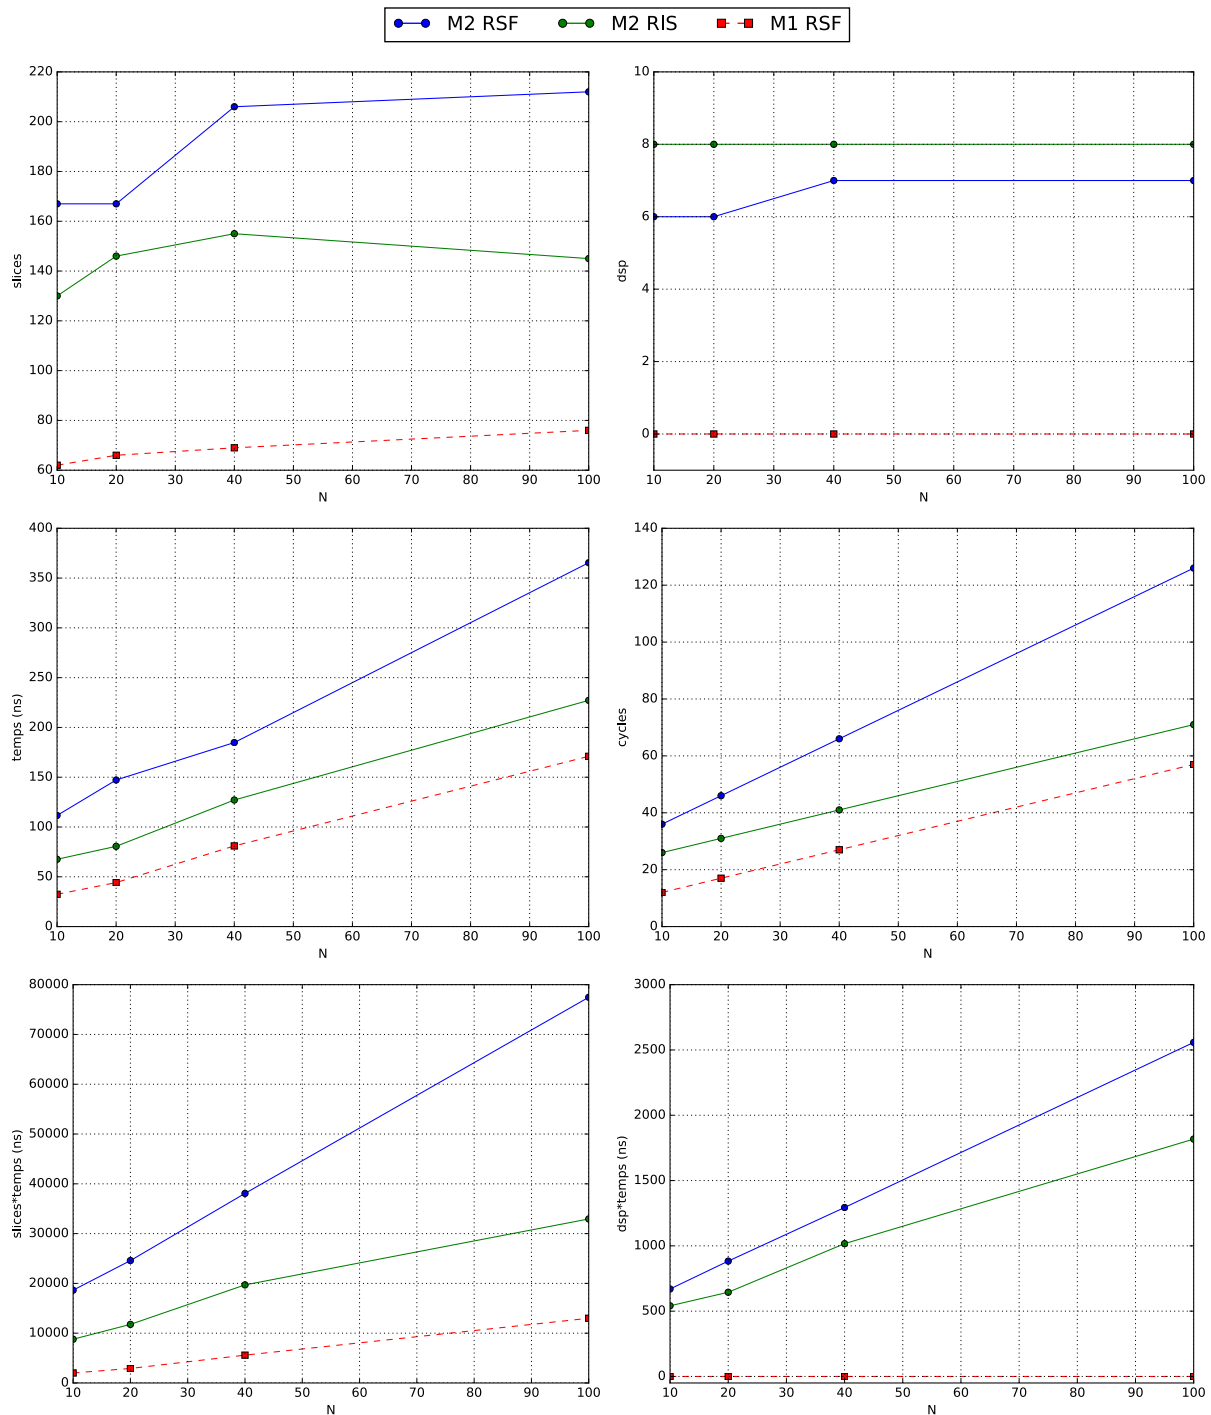 M2 RSF M2 RIS M1 RSF
220
200
180
160
140
120
100
80
60
slices
10 20 30 40 50 60 70 80 90 100
N
10
8
6
4
2
0
dsp
10 20 30 40 50 60 70 80 90 100
N
400
350
300
250
200
150
100
50
0
temps (ns)
10 20 30 40 50 60 70 80 90 100
N
140
120
100
80
60
40
20
0
cycles
10 20 30 40 50 60 70 80 90 100
N
80000
70000
60000
50000
40000
30000
20000
10000
0
slices*temps (ns)
10 20 30 40 50 60 70 80 90 100
N
3000
2500
2000
1500
1000
500
0
dsp*temps (ns)
10 20 30 40 50 60 70 80 90 100
N